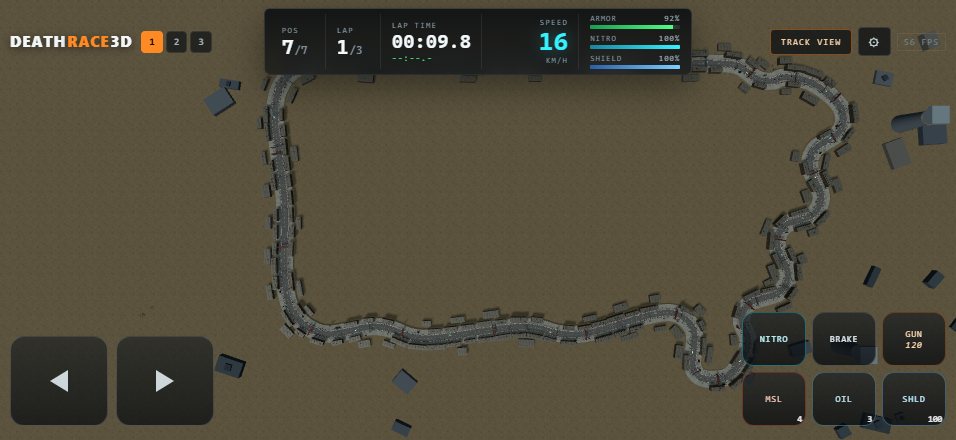 DEATHRACE3D 1 2 3
POS
7/7
LAP
1/3
LAP TIME
00:09.8
--:--.-
SPEED
16
KM/H
ARMOR 92%
NITRO 100%
SHIELD 100%
TRACK VIEW
56 FPS
NITRO
BRAKE
GUN
120
MSL
4
OIL
3
SHLD
100